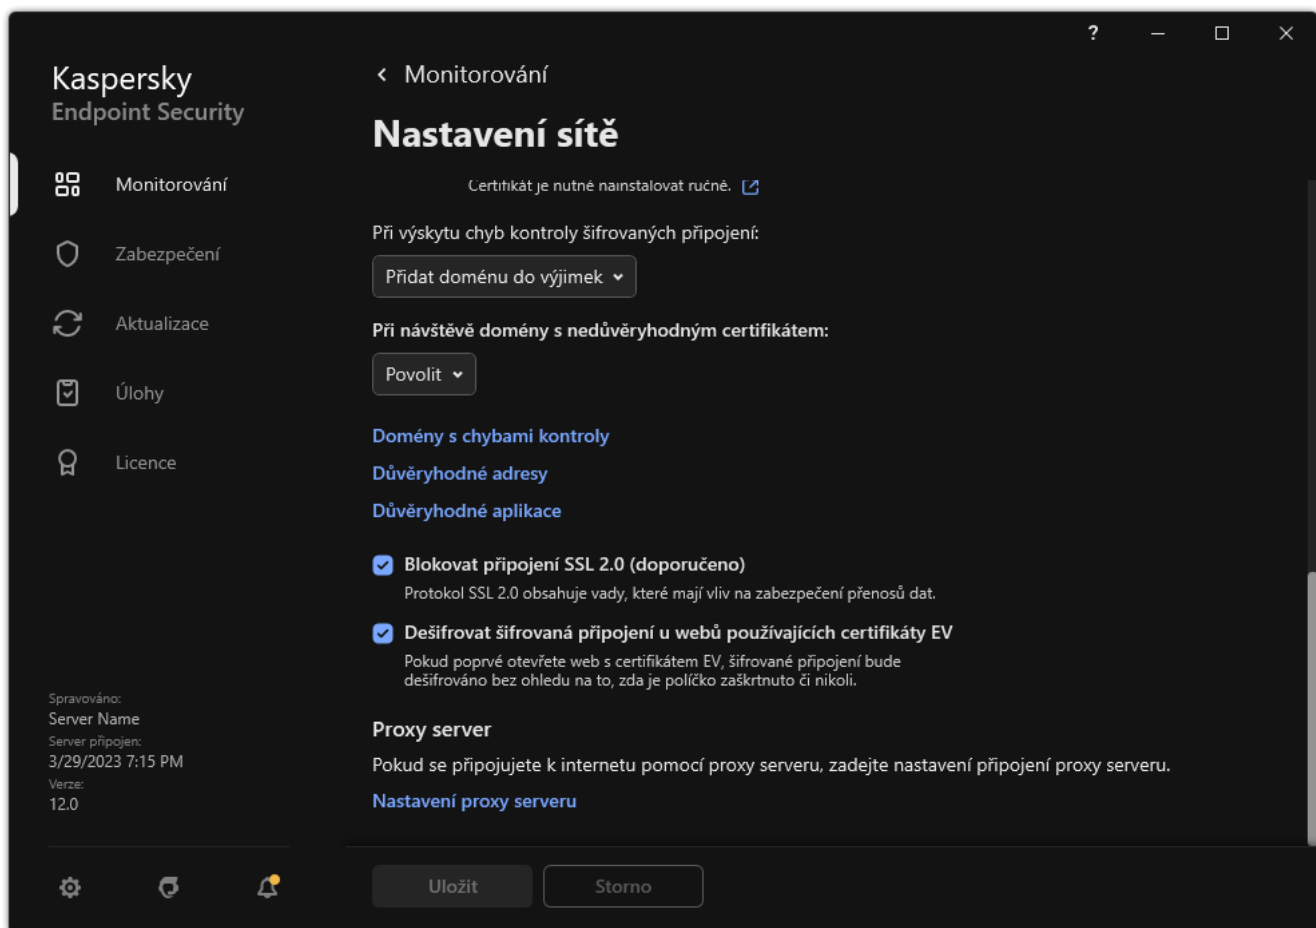 ?
Kaspersky
Endpoint Security
Monitorování
Zabezpečení
Aktualizace
Úlohy
Licence
Spravováno:
Server Name
Server připojen:
3/29/2023 7:15 PM
Verze:
12.0
Monitorování
Nastavení sítě
Certifikát je nutné nainstalovat ručně.
Při výskytu chyb kontroly šifrovaných připojení:
Přidat doménu do výjimek
Při návštěvě domény s nedůvěryhodným certifikátem:
Povolit
Domény s chybami kontroly
Důvěryhodné adresy
Důvěryhodné aplikace
Blokovat připojení SSL 2.0 (doporučeno)
Protokol SSL 2.0 obsahuje vady, které mají vliv na zabezpečení přenosů dat.
Dešifrovat šifrovaná připojení u webů používajících certifikáty EV
Pokud poprvé otevřete web s certifikátem EV, šifrované připojení bude
dešifrováno bez ohledu na to, zda je políčko zaškrtnuto či nikoli.
Proxy server
Pokud se připojujete k internetu pomocí proxy serveru, zadejte nastavení připojení proxy serveru.
Nastavení proxy serveru
Uložit
Storno